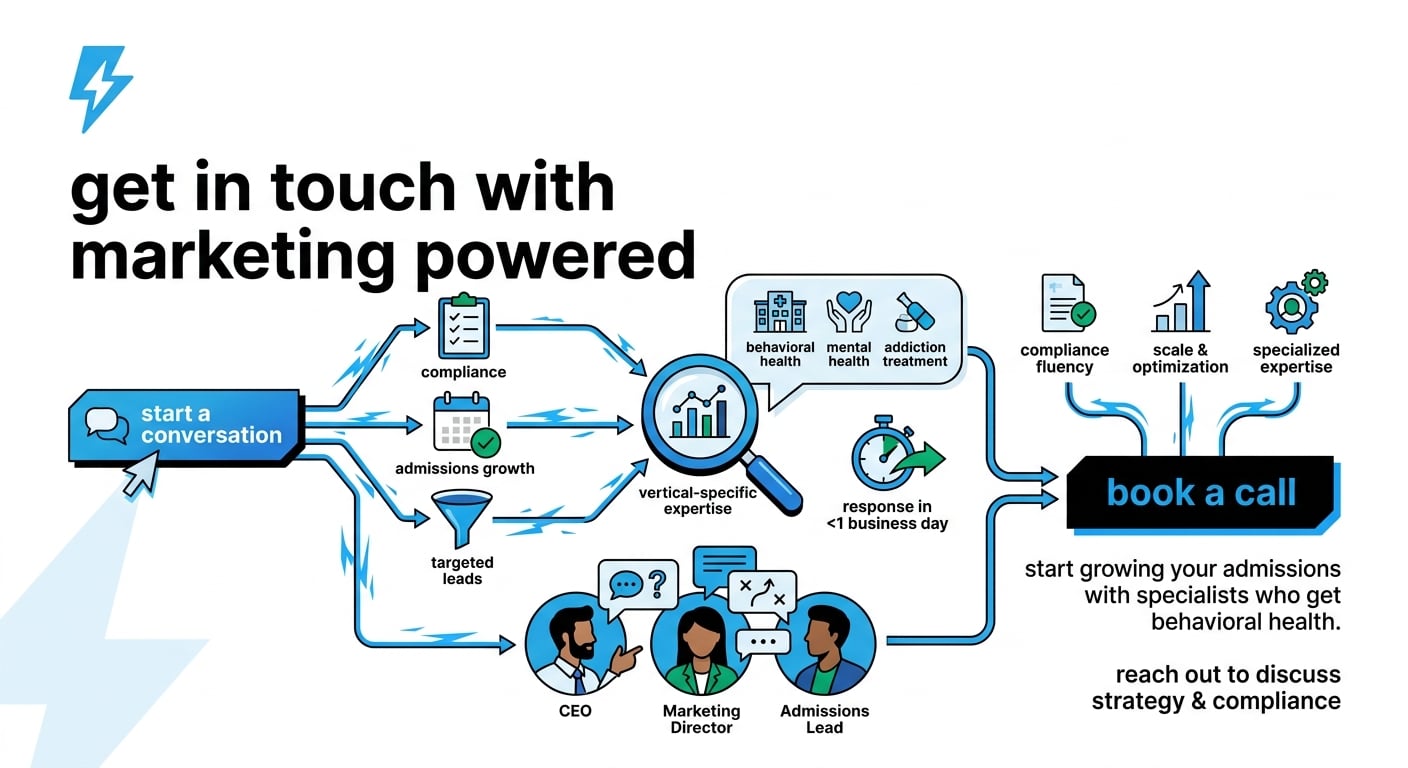 get in touch with
marketing powered
start a
conversation
compliance
admissions growth
targeted
leads
vertical-specific
expertise
behavioral
health
mental
health
addiction
treatment
response in
<1 business day
?
CEO
Marketing
Director
Admissions
Lead
compliance
fluency
scale &
optimization
specialized
expertise
book a call
start growing your admissions
with specialists who get
behavioral health.
reach out to discuss
strategy & compliance